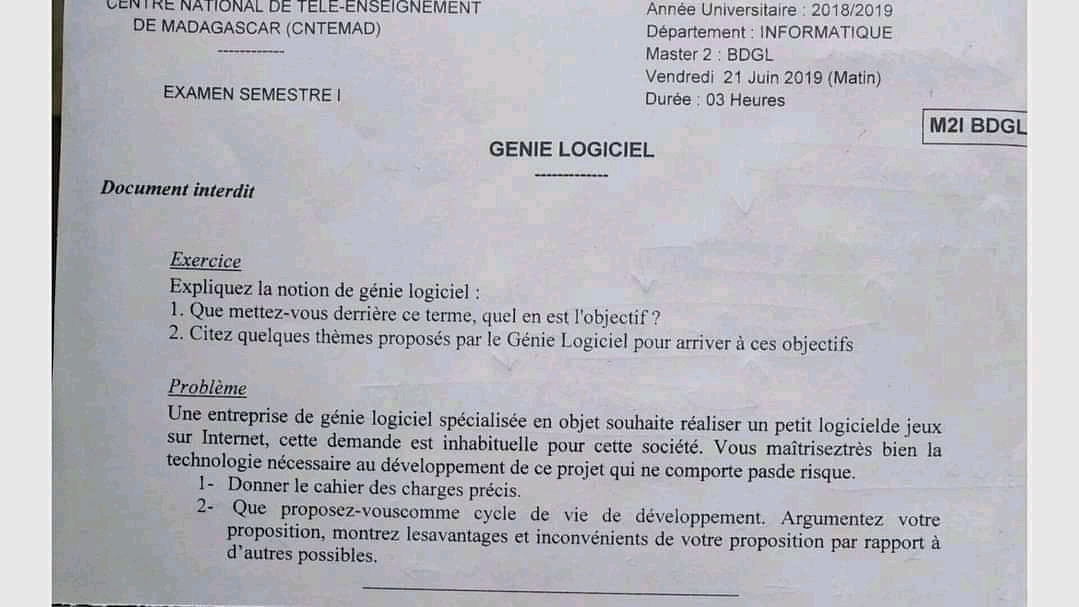 CENTRE NATIONAL DE TELE-ENSEIGNEMENT
DE MADAGASCAR (CNTEMAD)
------------
EXAMEN SEMESTRE I
Année Universitaire : 2018/2019
Département : INFORMATIQUE
Master 2 : BDGL
Vendredi 21 Juin 2019 (Matin)
Durée : 03 Heures
M2I BDGL
GENIE LOGICIEL
-------------
Document interdit
Exercice
Expliquez la notion de génie logiciel :
1. Que mettez-vous derrière ce terme, quel en est l'objectif ?
2. Citez quelques thèmes proposés par le Génie Logiciel pour arriver à ces objectifs
Problème
Une entreprise de génie logiciel spécialisée en objet souhaite réaliser un petit logicielde jeux
sur Internet, cette demande est inhabituelle pour cette société. Vous maîtriseztrès bien la
technologie nécessaire au développement de ce projet qui ne comporte pasde risque.
1- Donner le cahier des charges précis.
2- Que proposez-vouscomme cycle de vie de développement. Argumentez votre
proposition, montrez lesavantages et inconvénients de votre proposition par rapport à
d'autres possibles.